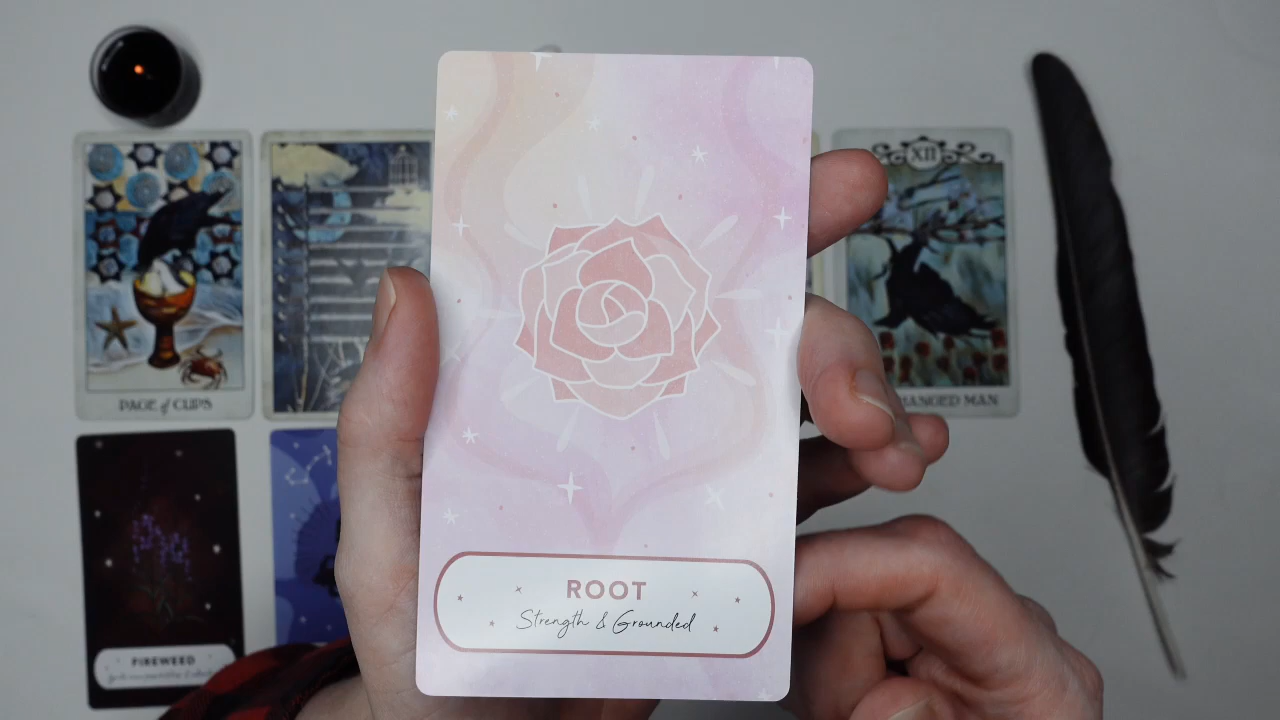 XII
PAGE of CUPS
HANGED MAN
ROOT
Strength & Grounded
FIREWEED